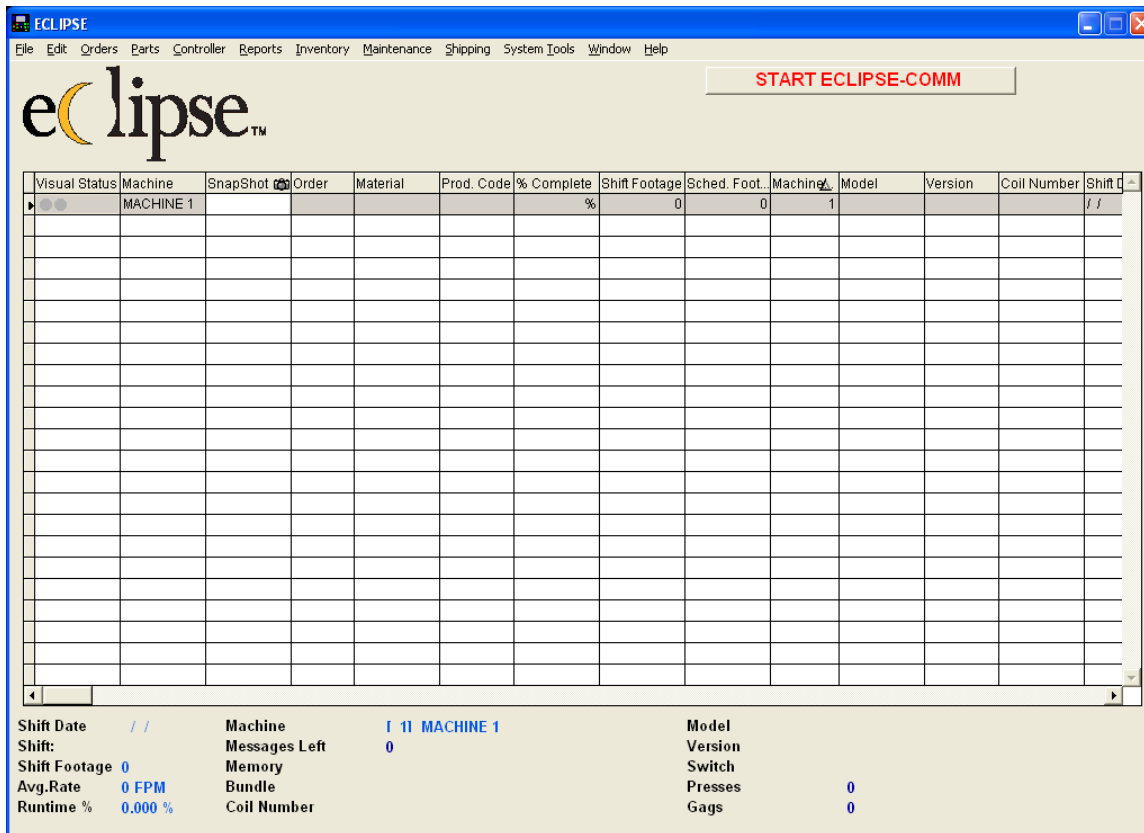 ECLIPSE
File Edit Orders Parts Controller Reports Inventory Maintenance Shipping System Tools Window Help
START ECLIPSE-COMM
eclipse TM
Visual Status Machine SnapShot Order Material Prod. Code % Complete Shift Footage Sched. Foot... Machine Model Version Coil Number Shift D
MACHINE 1 % 0 0 1 / /
Shift Date / / Machine [ 1] MACHINE 1 Model
Shift: Messages Left 0 Version
Shift Footage 0 Memory Switch
Avg.Rate 0 FPM Bundle Presses 0
Runtime % 0.000 % Coil Number Gags 0